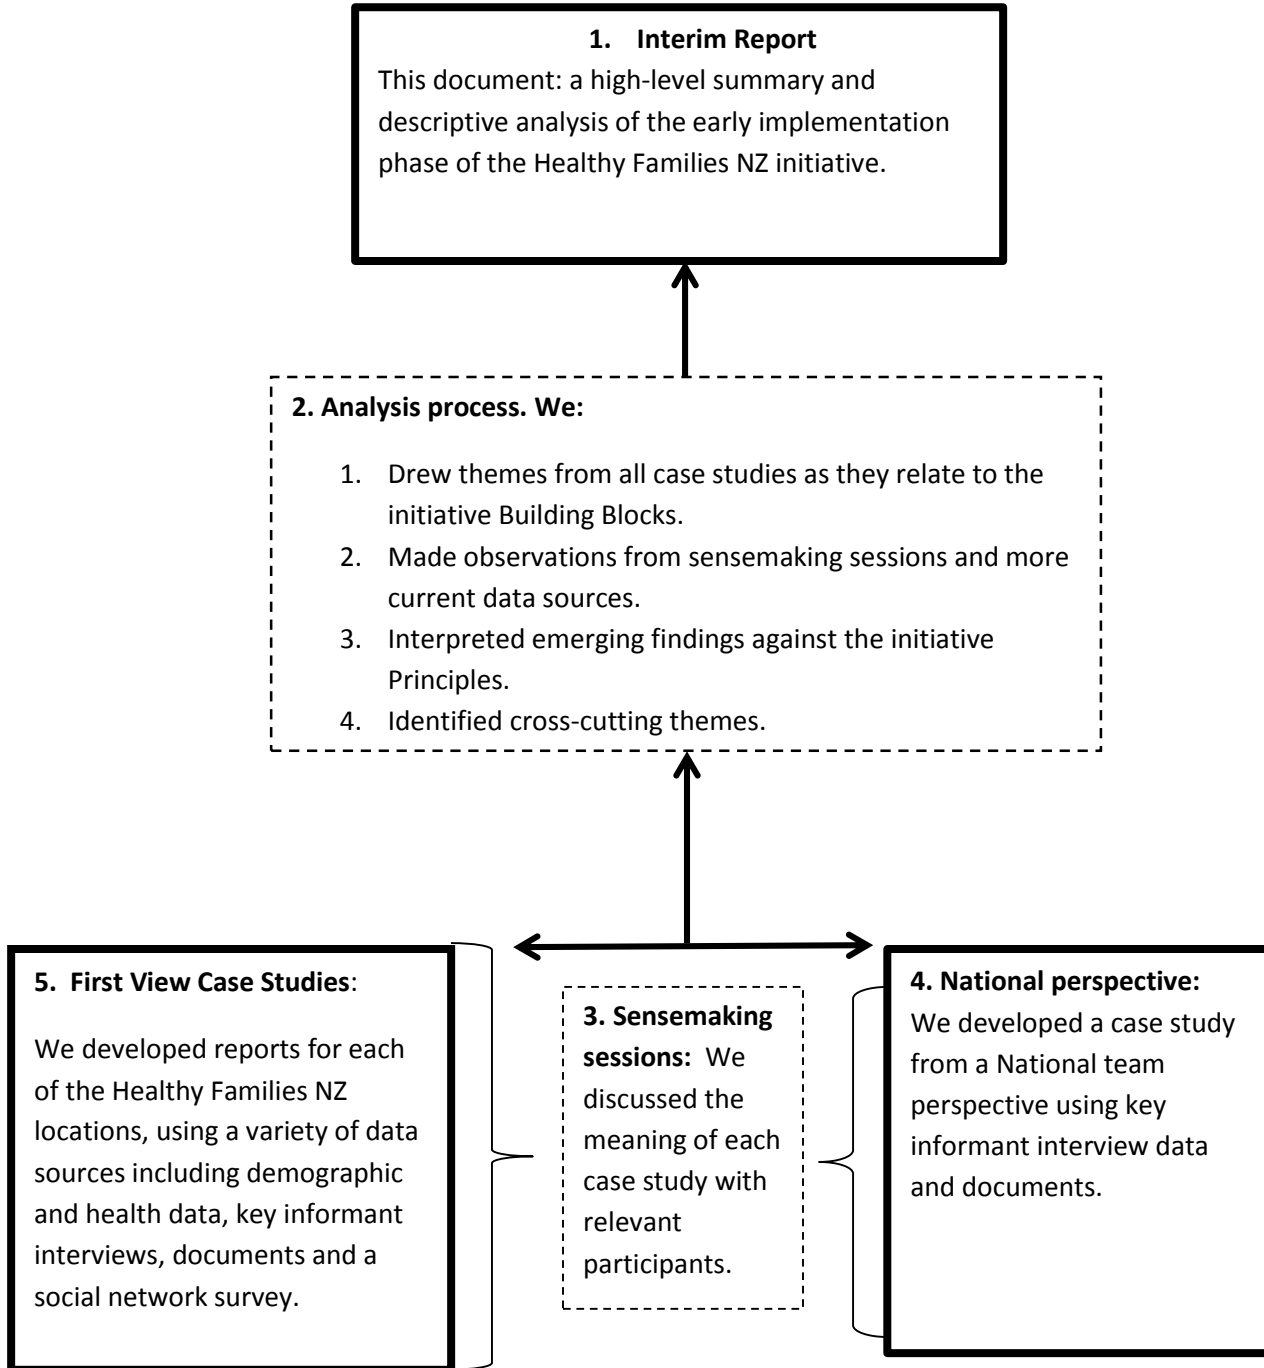 1. Interim Report
This document: a high-level summary and
descriptive analysis of the early implementation
phase of the Healthy Families NZ initiative.
2. Analysis process. We:
1. Drew themes from all case studies as they relate to the
initiative Building Blocks.
2. Made observations from sensemaking sessions and more
current data sources.
3. Interpreted emerging findings against the initiative
Principles.
4. Identified cross-cutting themes.
5. First View Case Studies:
We developed reports for each
of the Healthy Families NZ
locations, using a variety of data
sources including demographic
and health data, key informant
interviews, documents and a
social network survey.
3. Sensemaking
sessions: We
discussed the
meaning of each
case study with
relevant
participants.
4. National perspective:
We developed a case study
from a National team
perspective using key
informant interview data
and documents.